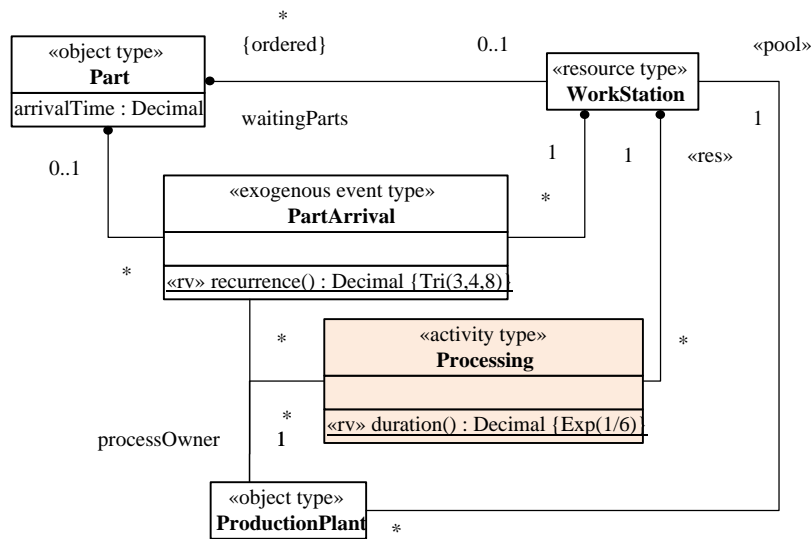 *
{ordered}
0..1
«pool»
«object type»
Part
arrivalTime : Decimal
«resource type»
WorkStation
waitingParts
1
0..1
1
1
«res»
«exogenous event type»
PartArrival
*
«rv» recurrence() : Decimal {Tri(3,4,8)}
*
*
«activity type»
Processing
*
«rv» duration() : Decimal {Exp(1/6)}
*
processOwner
1
«object type»
ProductionPlant
*